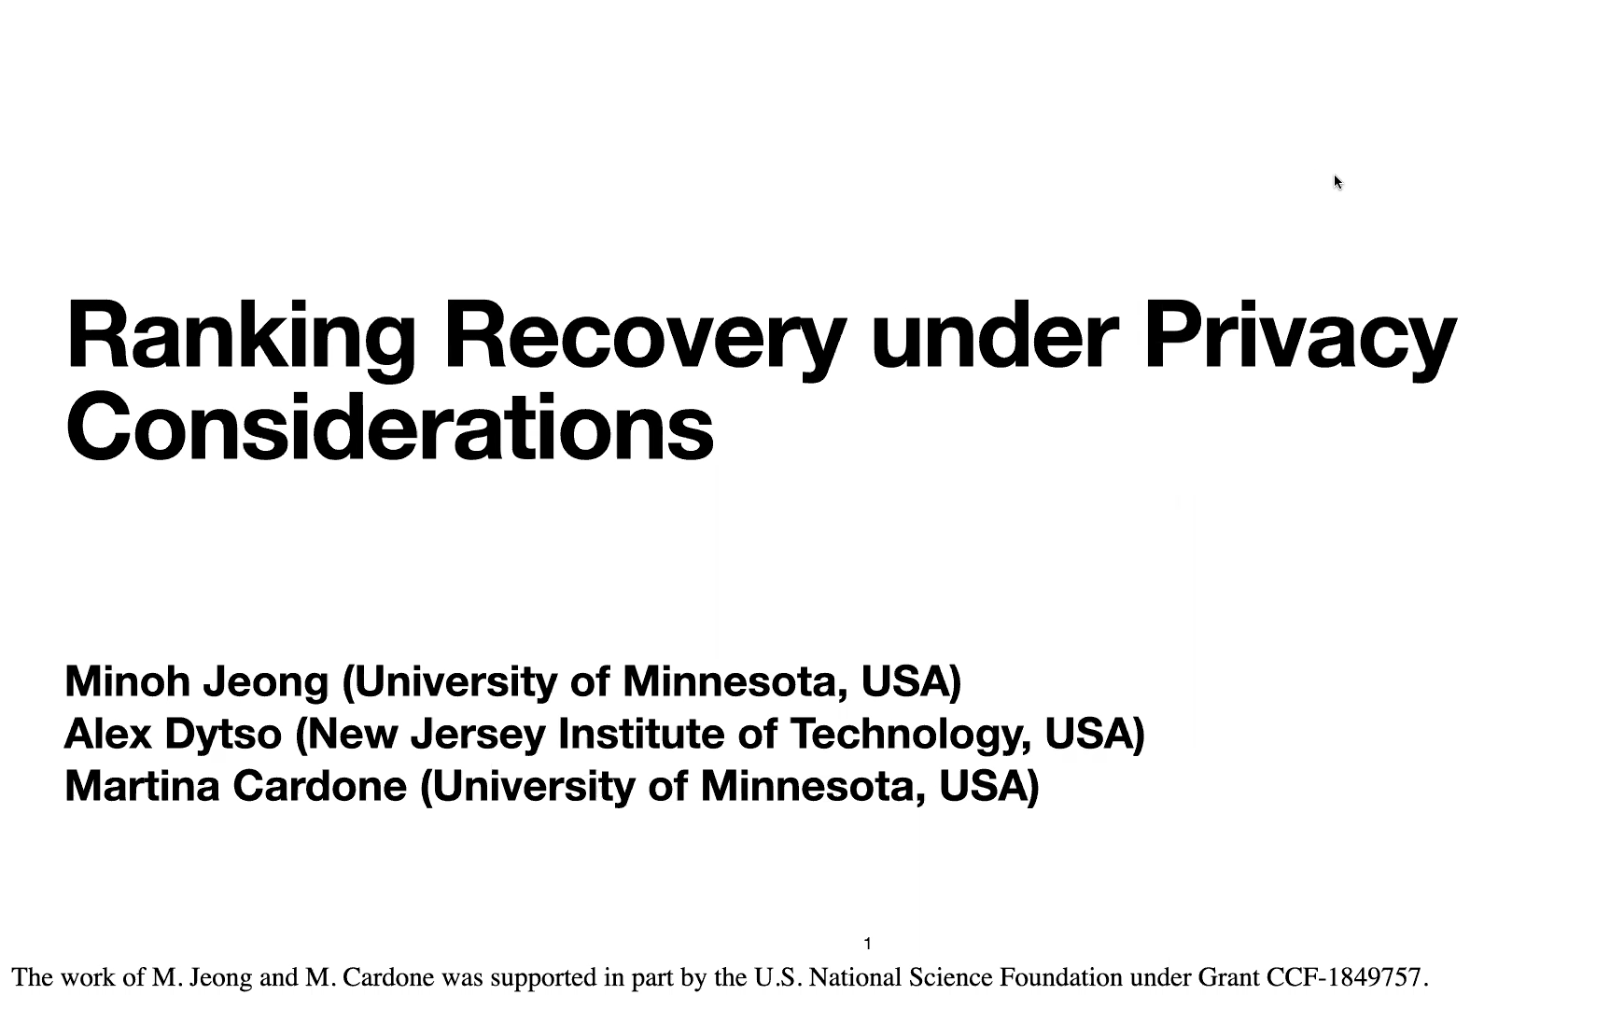 Ranking Recovery under Privacy
Considerations
Minoh Jeong (University of Minnesota, USA)
Alex Dytso (New Jersey Institute of Technology, USA)
Martina Cardone (University of Minnesota, USA)
1
The work of M. Jeong and M. Cardone was supported in part by the U.S. National Science Foundation under Grant CCF-1849757.